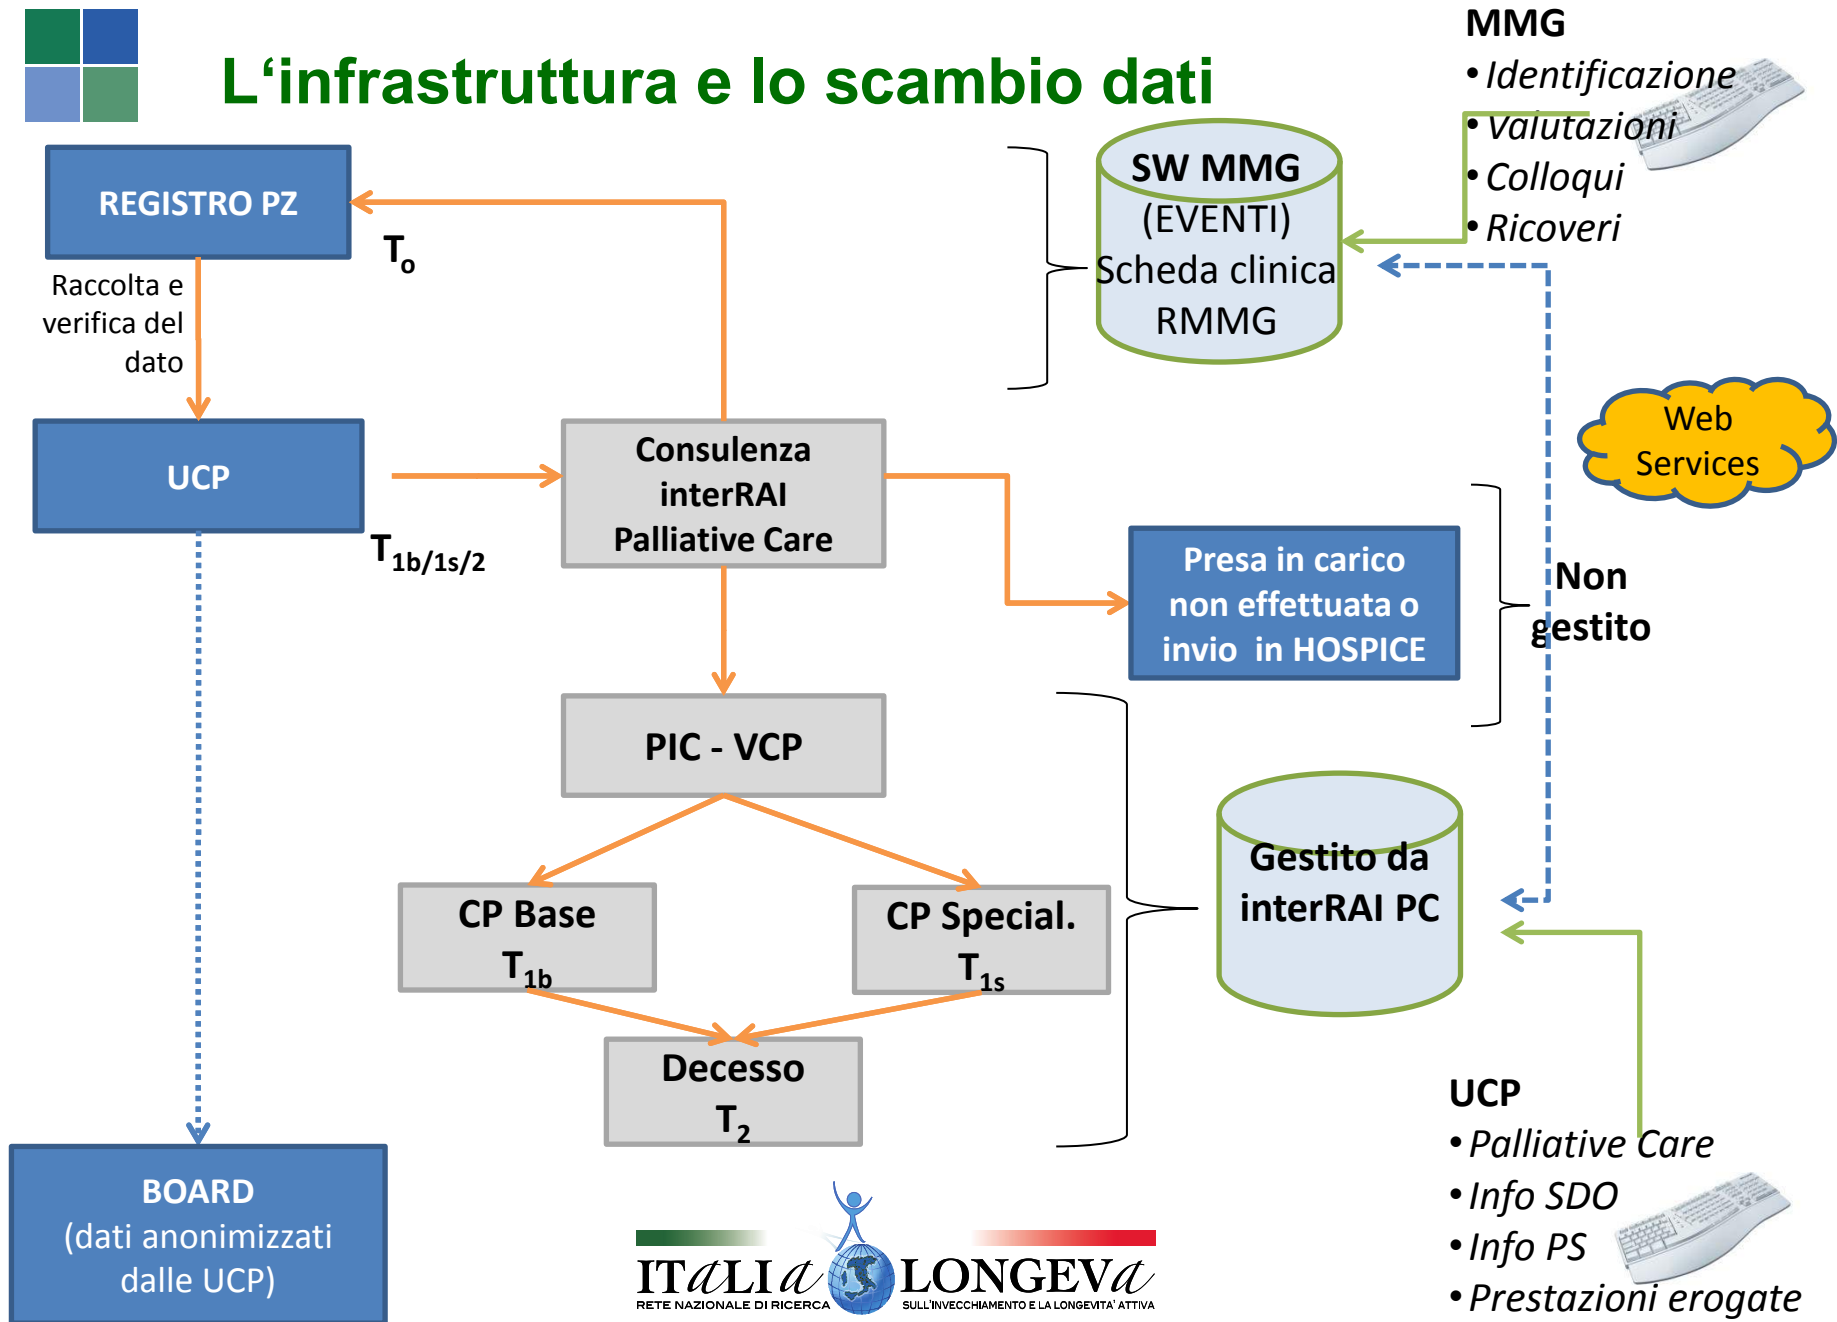 L‘infrastruttura e lo scambio dati
MMG
• Identificazione
• Valutazioni
• Colloqui
• Ricoveri
SW MMG
(EVENTI)
Scheda clinica
RMMG
REGISTRO PZ
To
Raccolta e
verifica del
dato
UCP
T1b/1s/2
Consulenza
interRAI
Palliative Care
Web
Services
Presa in carico
non effettuata o
invio in HOSPICE
Non
gestito
PIC - VCP
CP Base
T1b
CP Special.
T1s
Gestito da
interRAI PC
Decesso
T2
UCP
• Palliative Care
• Info SDO
• Info PS
• Prestazioni erogate
BOARD
(dati anonimizzati
dalle UCP)
ITALIA LONGEVA
RETE NAZIONALE DI RICERCA SULL'INVECCHIAMENTO E LA LONGEVITA' ATTIVA